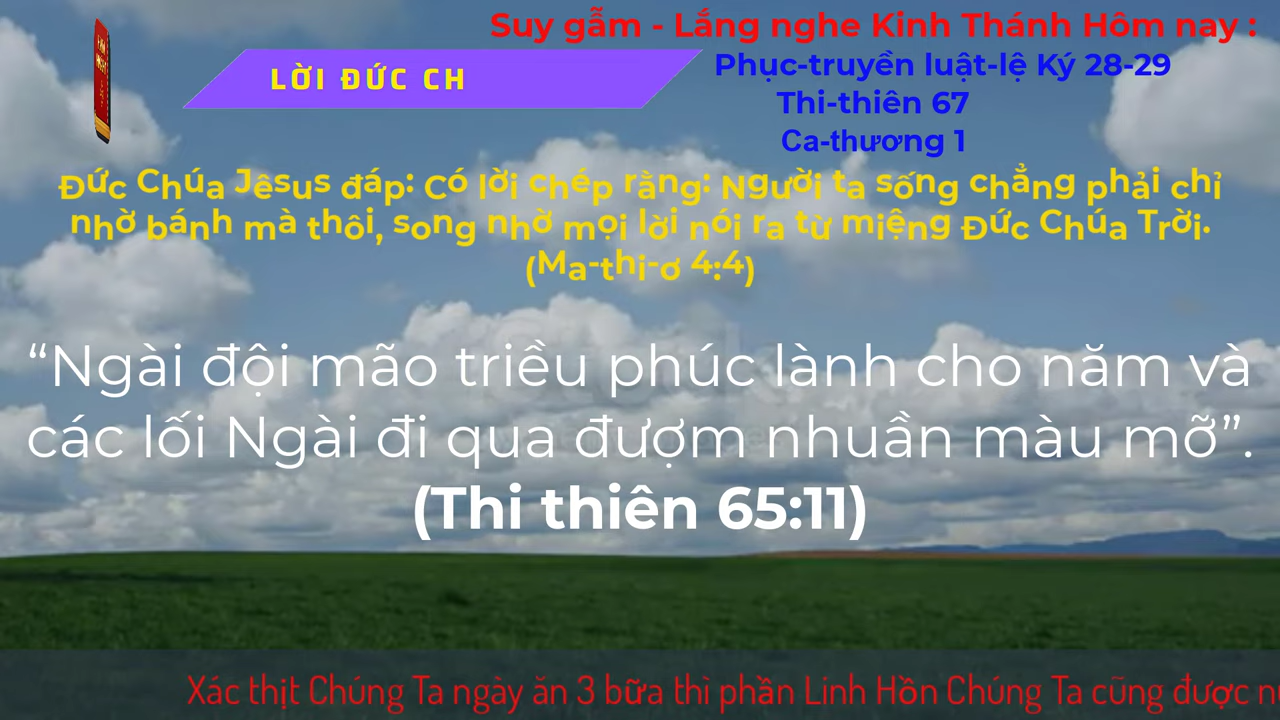 Suy gẫm - Lắng nghe Kinh Thánh Hôm nay :
LỜI ĐỨC CH
Phục-truyền luật-lệ Ký 28-29
Thi-thiên 67
Ca-thương 1
Đức Chúa Jêsus đáp: Có lời chép rằng: Người ta sống chẳng phải chỉ
nhờ bánh mà thôi, song nhờ mọi lời nói ra từ miệng Đức Chúa Trời.
(Ma-thi-ơ 4:4)
“Ngài đội mão triều phúc lành cho năm và
các lối Ngài đi qua đượm nhuần màu mỡ”.
(Thi thiên 65:11)
Xác thịt Chúng Ta ngày ăn 3 bữa thì phần Linh Hồn Chúng Ta cũng được